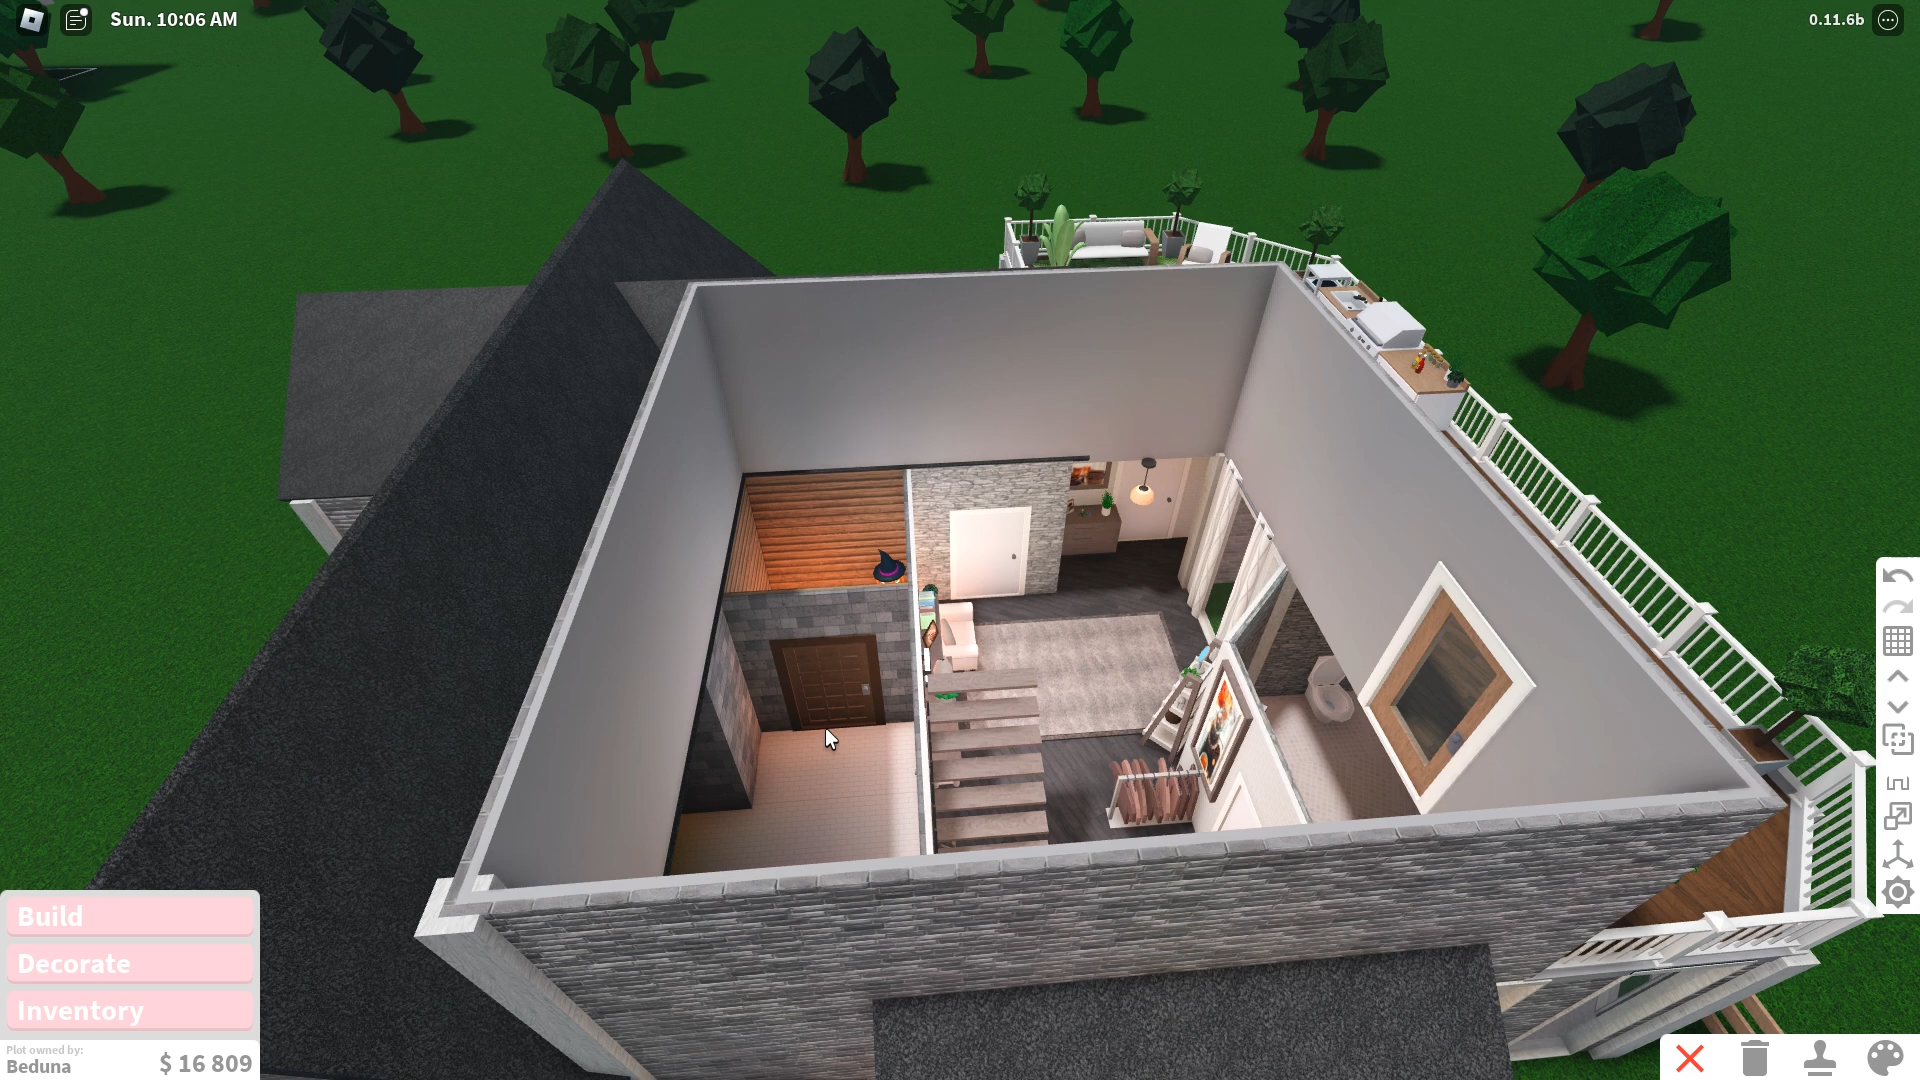 Sun. 10:06 AM
0.11.6b
Build
Decorate
Inventory
Plot owned by:
Beduna
$ 16 809